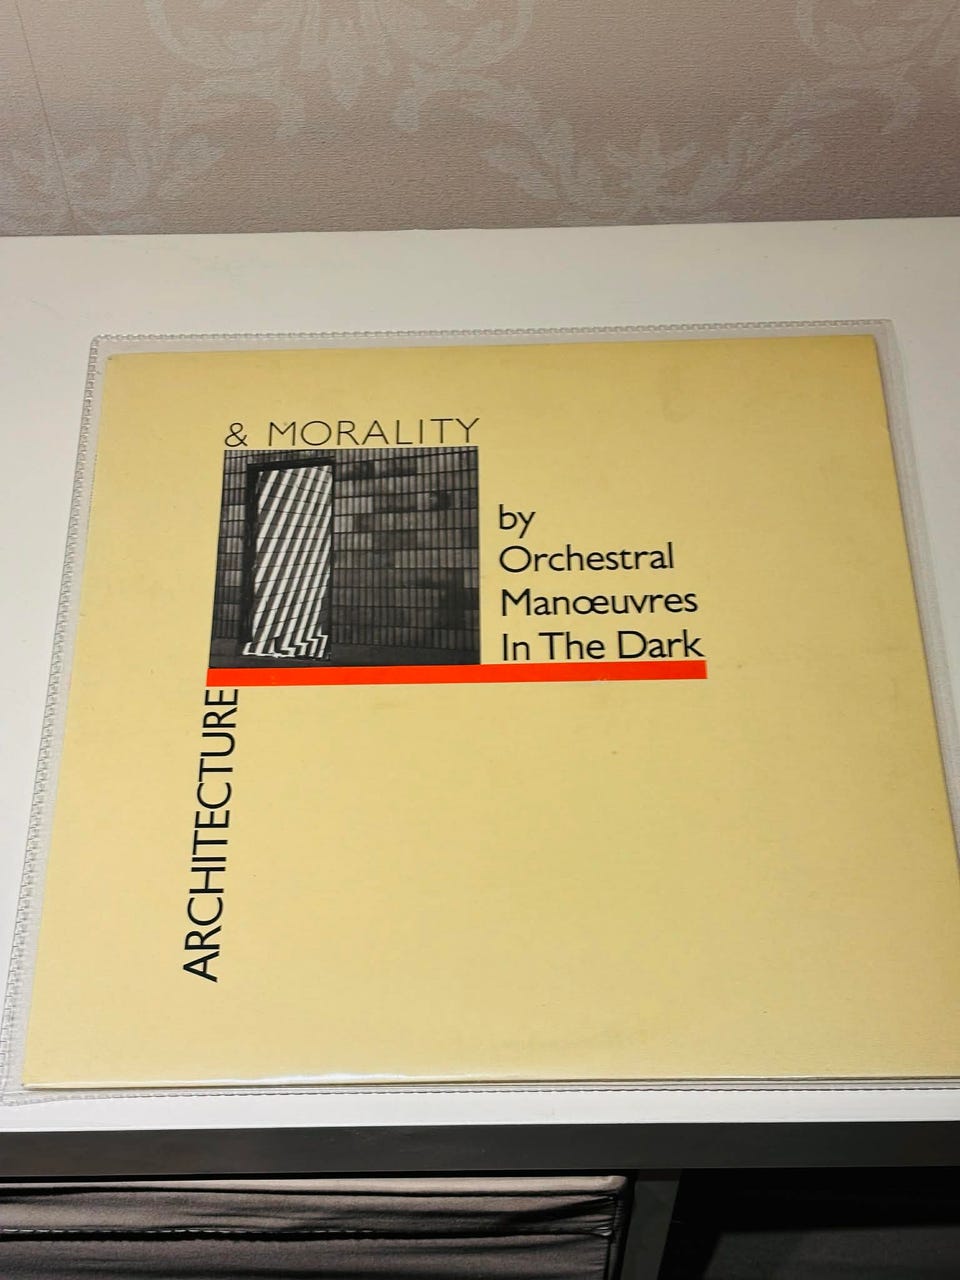 ARCHITECTURE
& MORALITY
by
Orchestral
Manœuvres
In The Dark